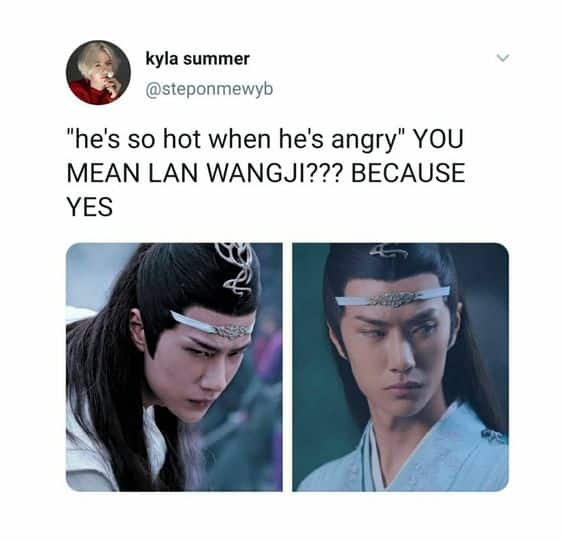 kyla summer
@steponmewyb
"he's so hot when he's angry" YOU
MEAN LAN WANGJI??? BECAUSE
YES